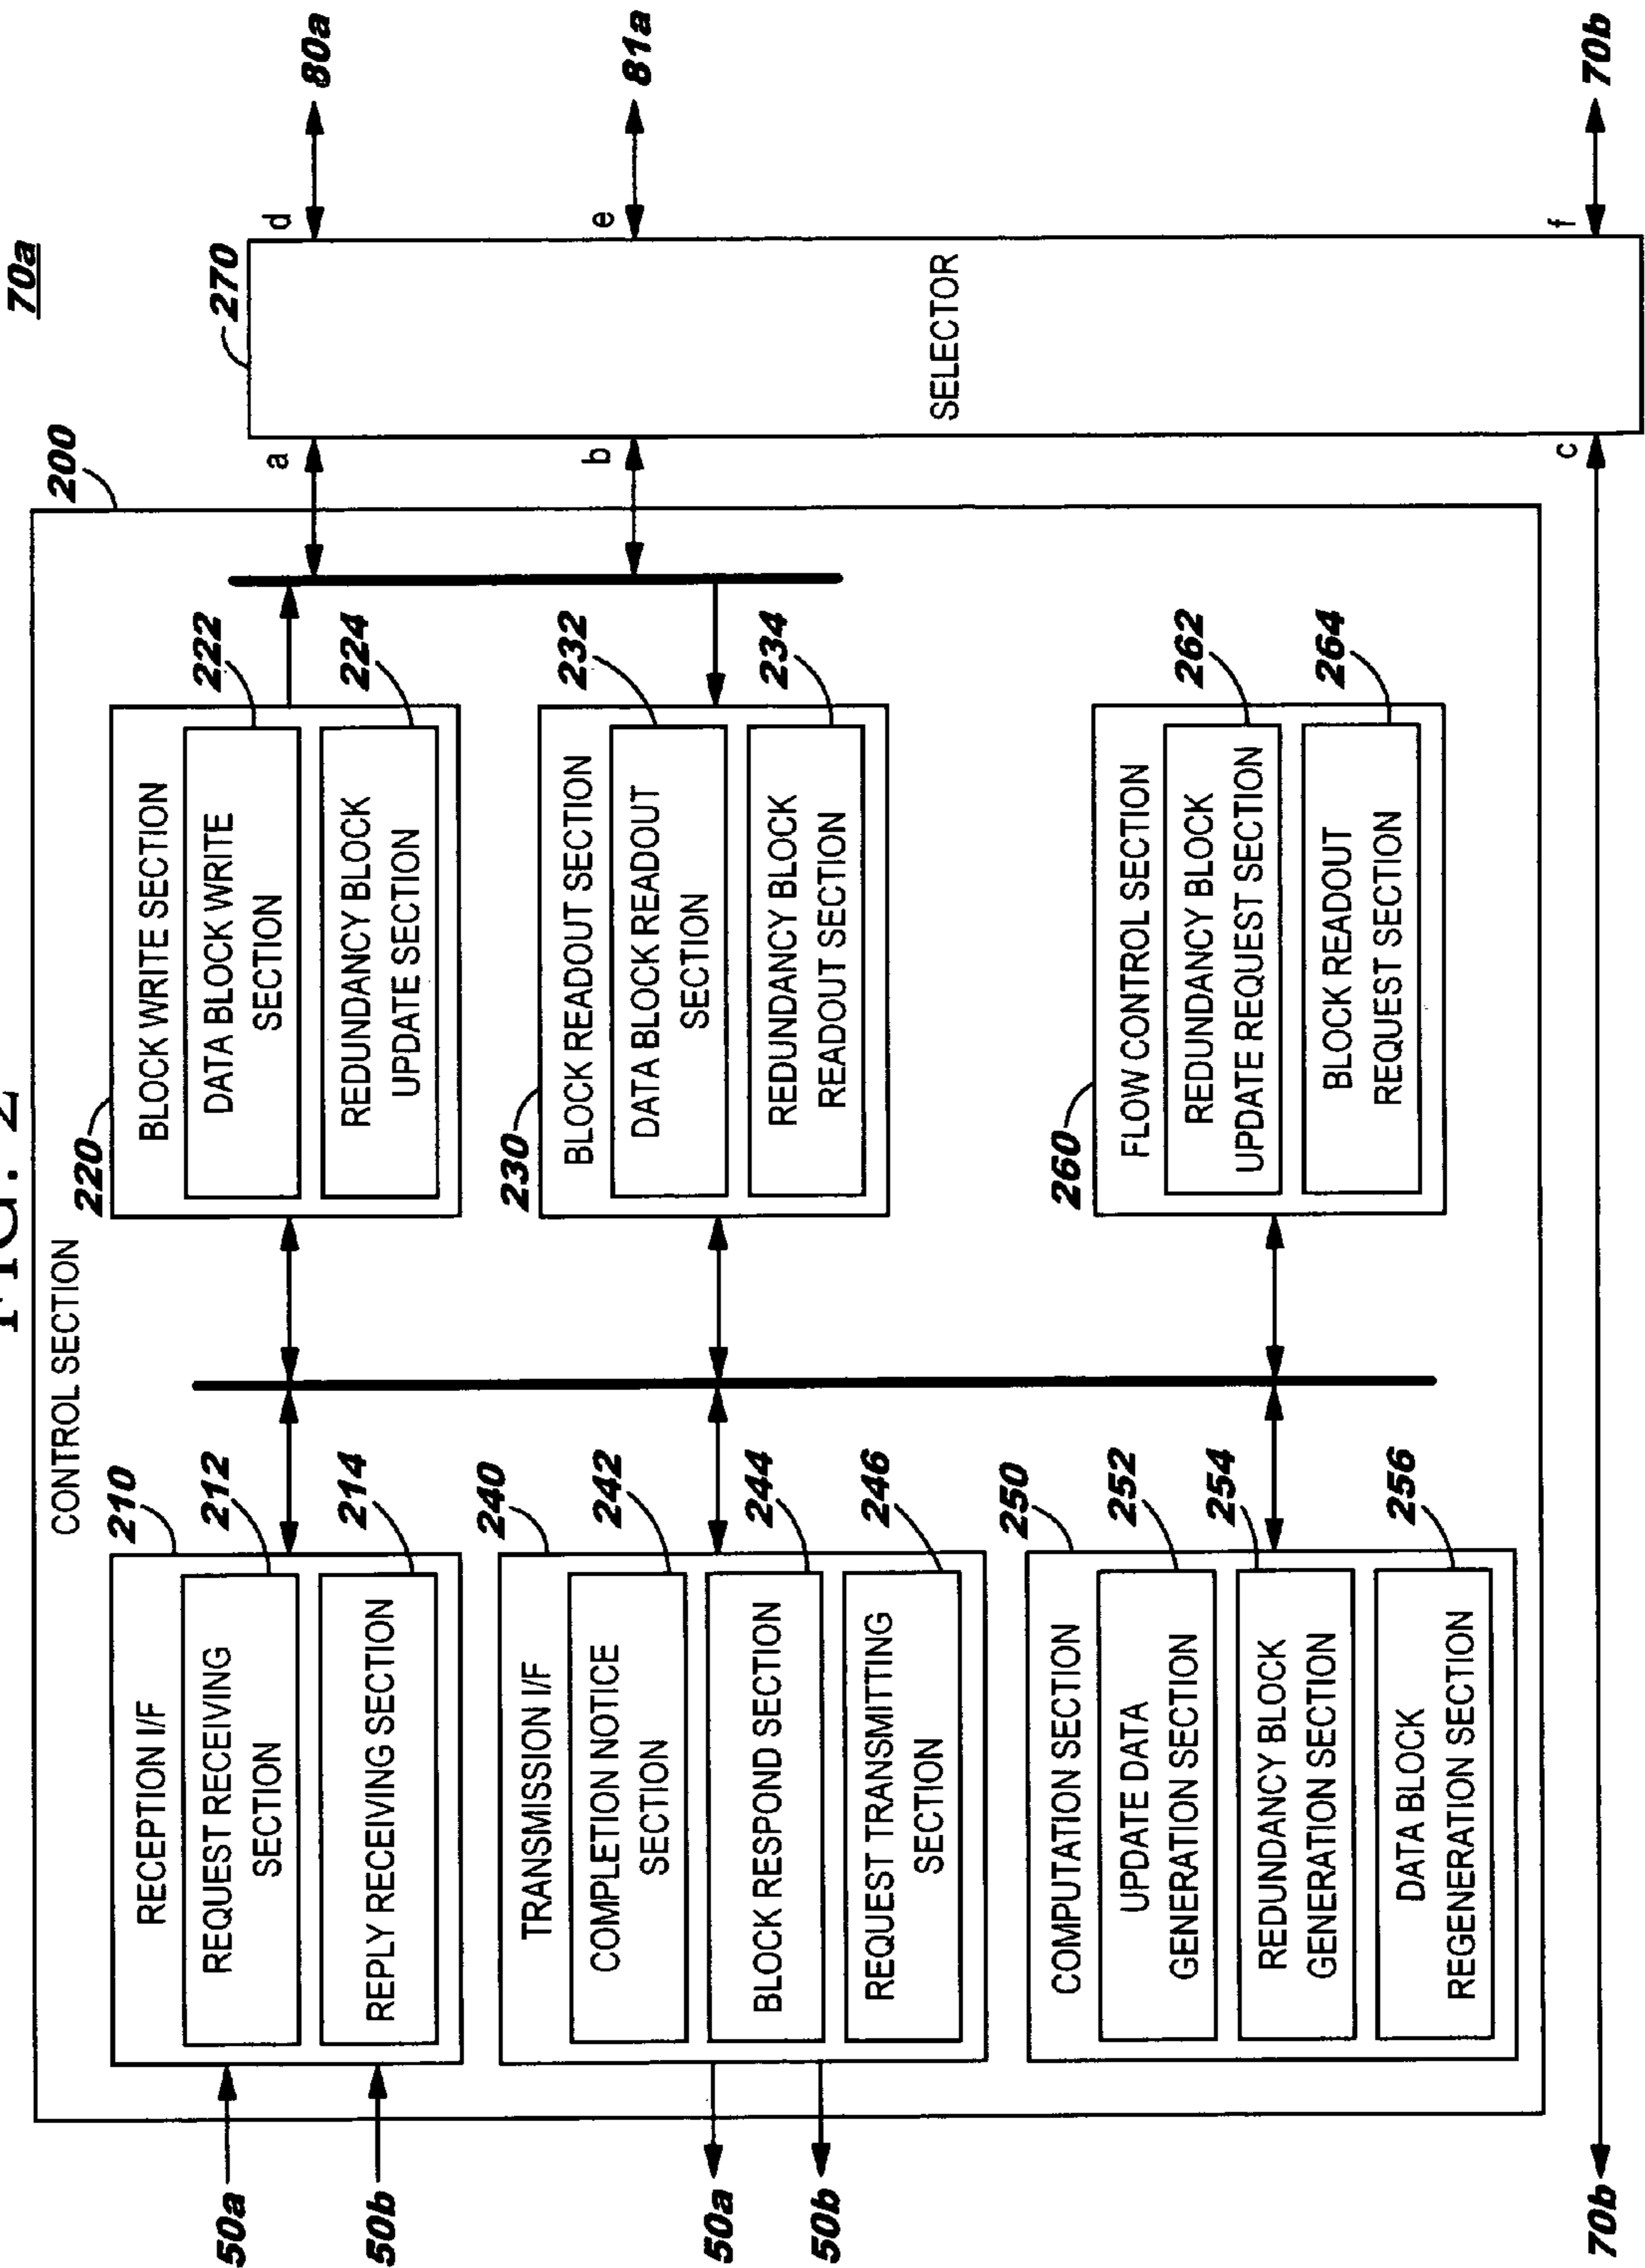 FIG. 2
70a
200
CONTROL SECTION
270
210
RECEPTION I/F
212
REQUEST RECEIVING
SECTION
214
REPLY RECEIVING SECTION
50a
50b
220
BLOCK WRITE SECTION
222
DATA BLOCK WRITE
SECTION
224
REDUNDANCY BLOCK
UPDATE SECTION
a
d
80a
240
TRANSMISSION I/F
242
COMPLETION NOTICE
SECTION
244
BLOCK RESPOND SECTION
246
REQUEST TRANSMITTING
SECTION
50a
50b
230
BLOCK READOUT SECTION
232
DATA BLOCK READOUT
SECTION
234
REDUNDANCY BLOCK
READOUT SECTION
b
e
81a
SELECTOR
250
COMPUTATION SECTION
252
UPDATE DATA
GENERATION SECTION
254
REDUNDANCY BLOCK
GENERATION SECTION
256
DATA BLOCK
REGENERATION SECTION
260
FLOW CONTROL SECTION
262
REDUNDANCY BLOCK
UPDATE REQUEST SECTION
264
BLOCK READOUT
REQUEST SECTION
70b
c
f
70b